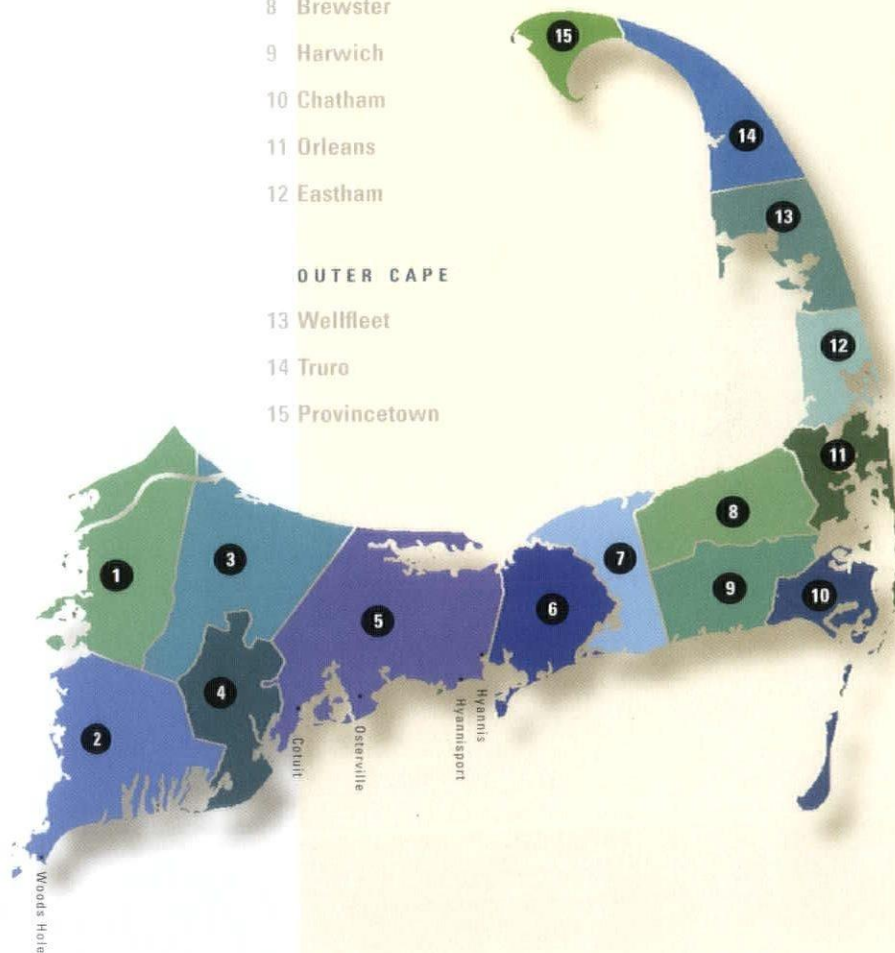 8 Brewster
9 Harwich
10 Chatham
11 Orleans
12 Eastham
OUTER CAPE
13 Wellfleet
14 Truro
15 Provincetown
15
14
13
12
11
8
7
3
1
9
10
5
6
4
2
Hyannis
Hyannisport
Osterville
Cotuit
Woods Hole